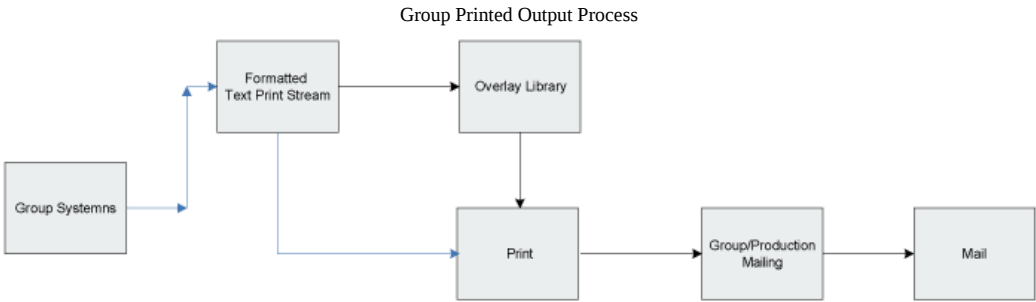 Group Printed Output Process
Formatted
Text Print Stream
Overlay Library
Group Systemns
Print
Group/Production
Mailing
Mail